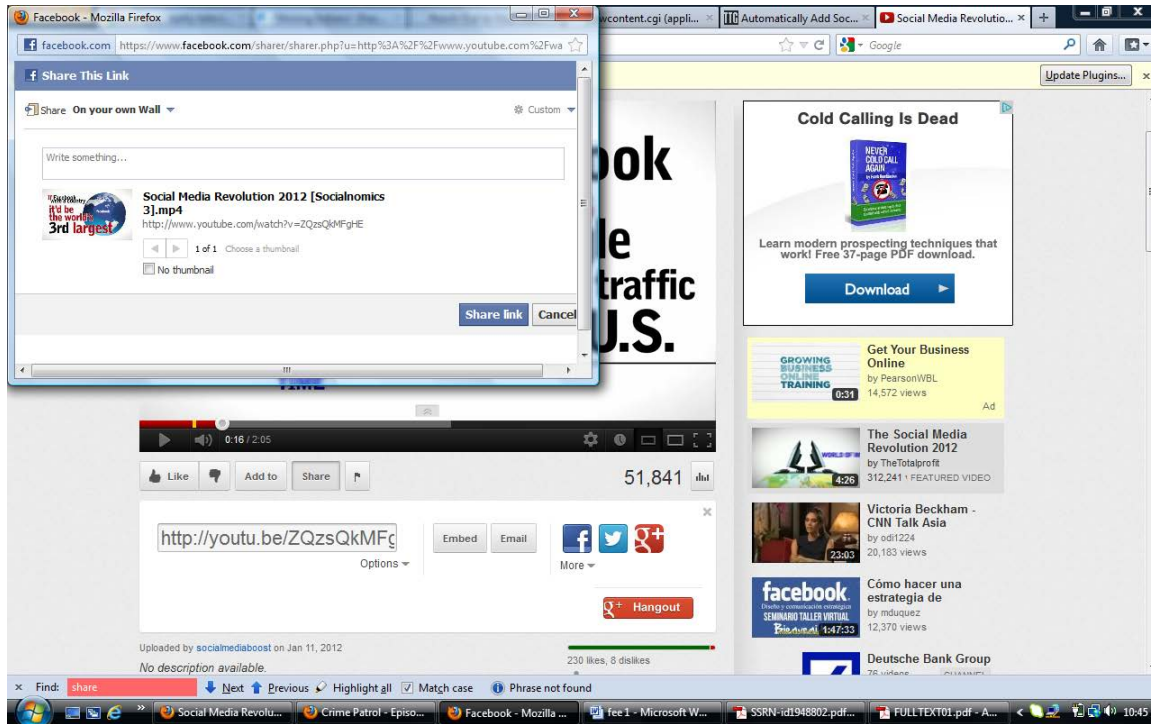 Facebook - Mozilla Firefox
wcontent.cgi (appli...
Automatically Add Soc...
Social Media Revolutio...
facebook.com https://www.facebook.com/sharer/sharer.php?u=http%3A%2F%2Fwww.youtube.com%2Fwa
Google
Share This Link
Update Plugins...
Share On your own Wall
Custom
Write something...
Social Media Revolution 2012 [Socialnomics
3].mp4
http://www.youtube.com/watch?v=ZQzsQkMFgHE
it'd be
the world's
3rd largest
1 of 1 Choose a thumbnail
No thumbnail
Share link Cancel
ook
le
traffic
U.S.
TIME
0:16 / 2:05
Like
Add to
Share
51,841
http://youtu.be/ZQzsQkMFg
Options
Embed
Email
More
Hangout
Uploaded by socialmediaboost on Jan 11, 2012
230 likes, 8 dislikes
No description available.
Cold Calling Is Dead
NEVER
COLD CALL
AGAIN
Learn modern prospecting techniques that
work! Free 37-page PDF download.
Download
GROWING
BUSINESS
ONLINE
TRAINING
0:31
Get Your Business
Online
by PearsonWBL
14,572 views
Ad
4:26
The Social Media
Revolution 2012
by TheTotalprofit
312,241 FEATURED VIDEO
23:03
Victoria Beckham -
CNN Talk Asia
by odi1224
20,183 views
facebook
SEMINARIO TALLER VIRTUAL
1:47:33
Cómo hacer una
estrategia de
by mduquez
12,370 views
Deutsche Bank Group
76 videos CHANNEL
Find: share Next Previous Highlight all Match case Phrase not found
Social Media Revolu...
Crime Patrol - Episo...
Facebook - Mozilla ...
fee 1 - Microsoft W...
SSRN-id1948802.pdf...
FULLTEXT01.pdf - A...
10:45